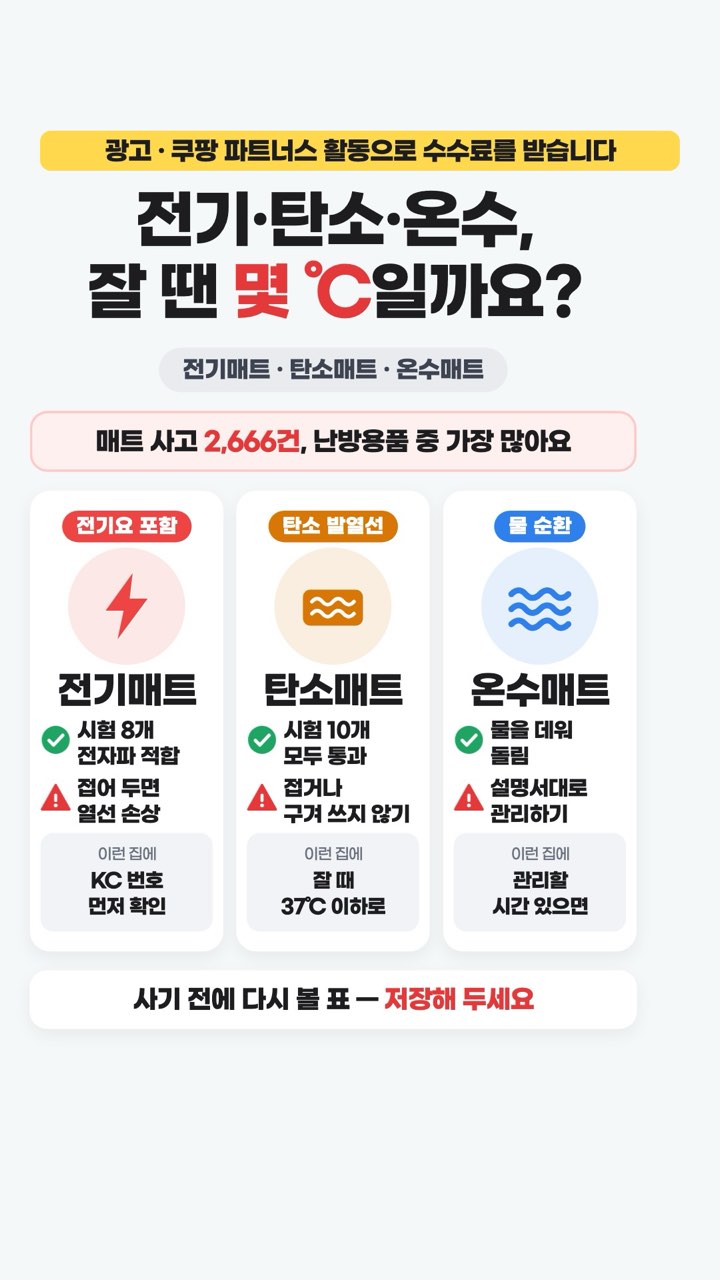 광고 · 쿠팡 파트너스 활동으로 수수료를 받습니다
전기·탄소·온수,
잘 땐 몇 ℃일까요?
전기매트 · 탄소매트 · 온수매트
매트 사고 2,666건, 난방용품 중 가장 많아요
전기요 포함
전기매트
시험 8개
전자파 적합
접어 두면
열선 손상
이런 집에
KC 번호
먼저 확인
탄소 발열선
탄소매트
시험 10개
모두 통과
접거나
구겨 쓰지 않기
이런 집에
잘 때
37℃ 이하로
물 순환
온수매트
물을 데워
돌림
설명서대로
관리하기
이런 집에
관리할
시간 있으면
사기 전에 다시 볼 표 — 저장해 두세요